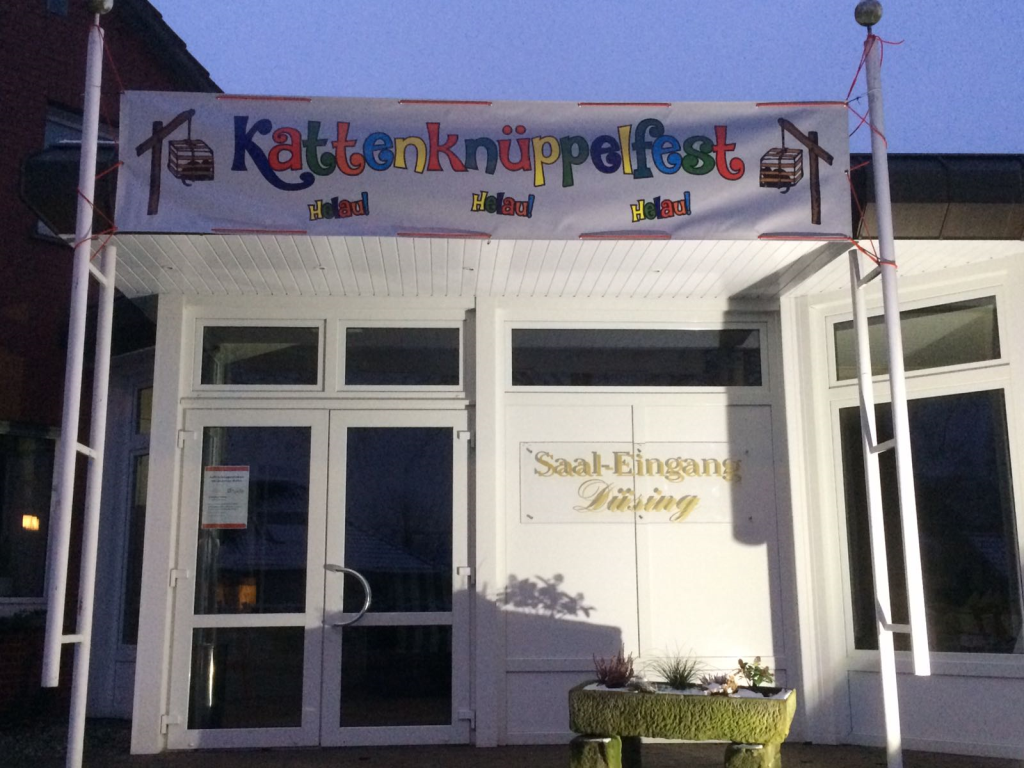 Kattenknüppelfest
Helau! Helau! Helau!
Saal-Eingang
Düsing